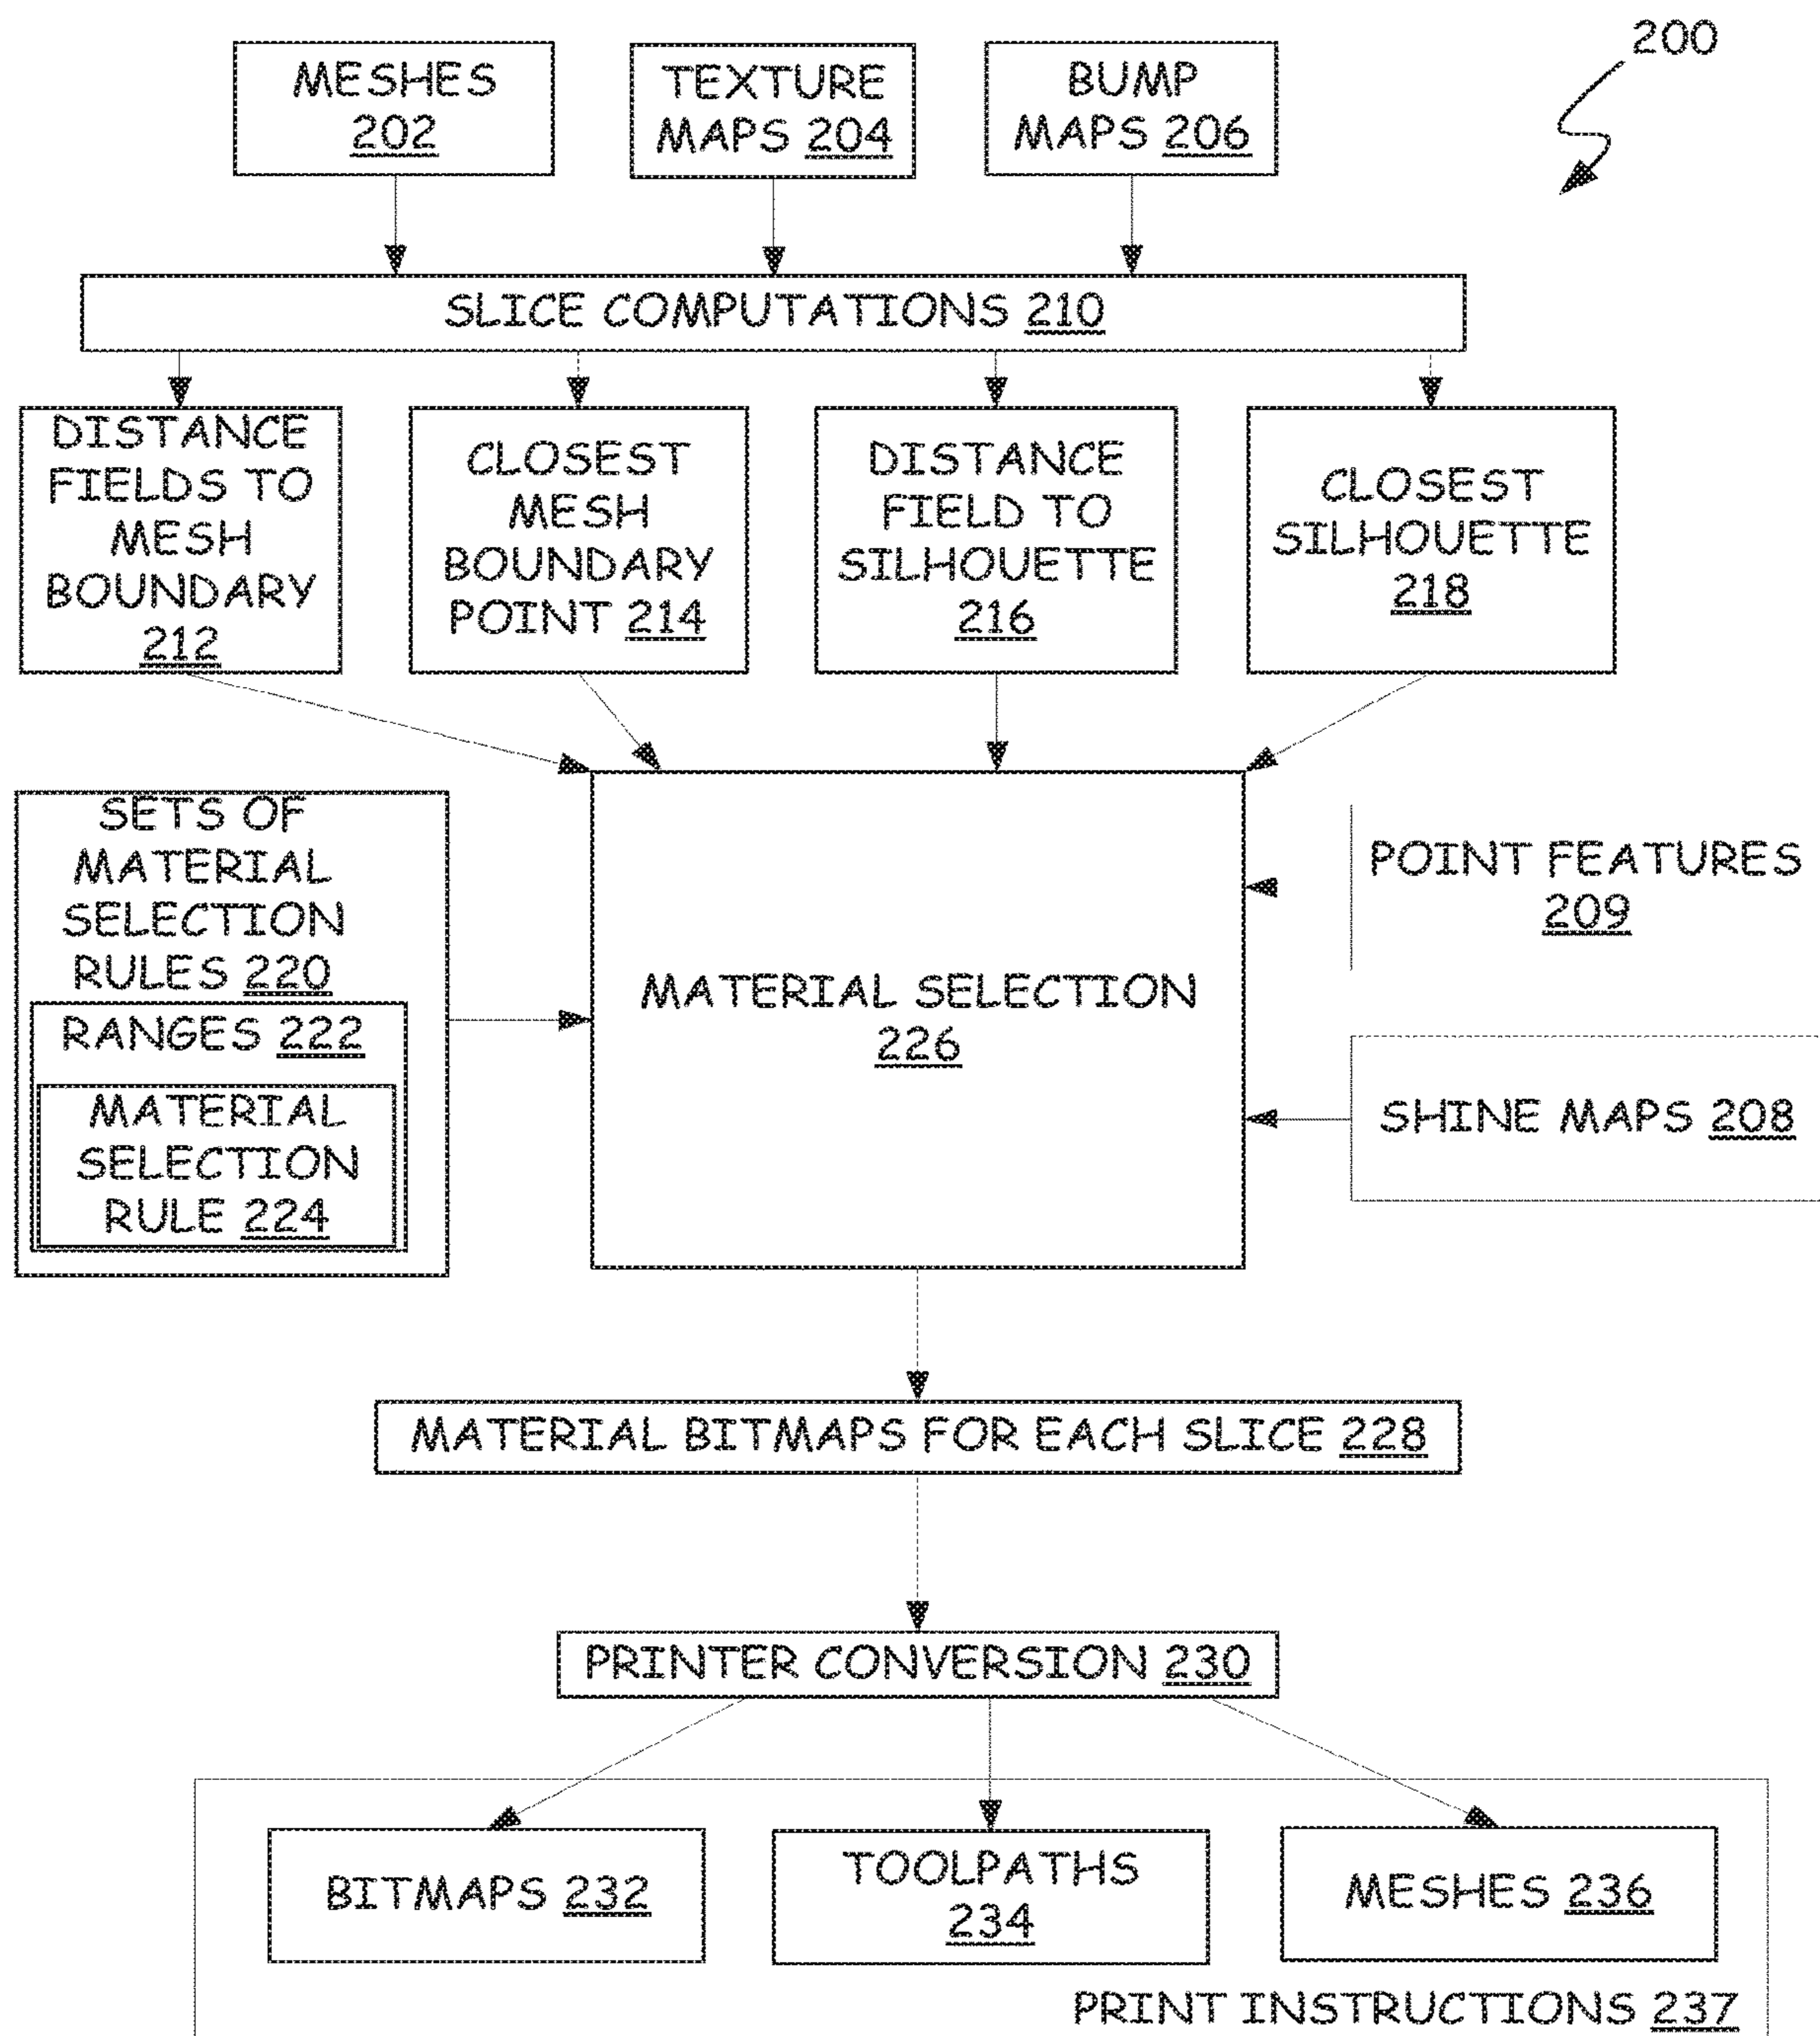 200
MESHES
202
TEXTURE
MAPS 204
BUMP
MAPS 206
SLICE COMPUTATIONS 210
DISTANCE
FIELDS TO
MESH
BOUNDARY
212
CLOSEST
MESH
BOUNDARY
POINT 214
DISTANCE
FIELD TO
SILHOUETTE
216
CLOSEST
SILHOUETTE
218
SETS OF
MATERIAL
SELECTION
RULES 220
RANGES 222
MATERIAL
SELECTION
RULE 224
MATERIAL SELECTION
226
POINT FEATURES
209
SHINE MAPS 208
MATERIAL BITMAPS FOR EACH SLICE 228
PRINTER CONVERSION 230
BITMAPS 232
TOOLPATHS
234
MESHES 236
PRINT INSTRUCTIONS 237